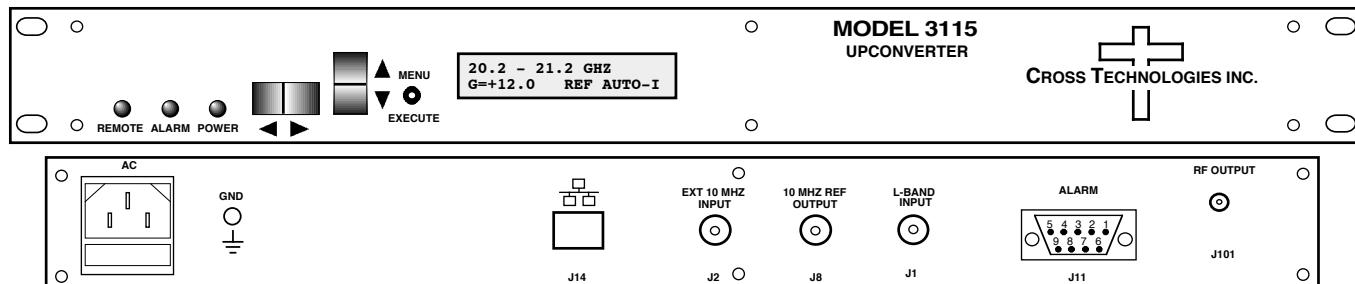 MODEL 3115
UPCONVERTER
CROSS TECHNOLOGIES INC.
20.2 - 21.2 GHZ
G=+12.0 REF AUTO-I
MENU
EXECUTE
REMOTE ALARM POWER
AC
GND
J14
EXT 10 MHZ
INPUT
J2
10 MHZ REF
OUTPUT
J8
L-BAND
INPUT
J1
ALARM
5 4 3 2 1
9 8 7 6
J11
RF OUTPUT
J101